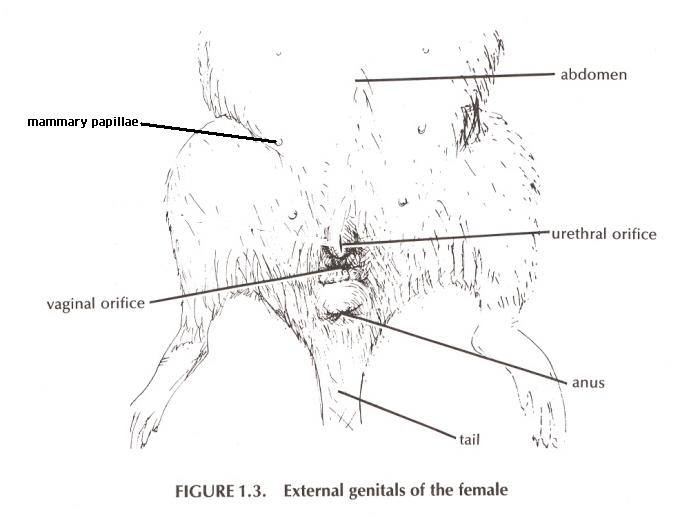 abdomen
mammary papillae
urethral orifice
vaginal orifice
anus
tail
FIGURE 1.3. External genitals of the female